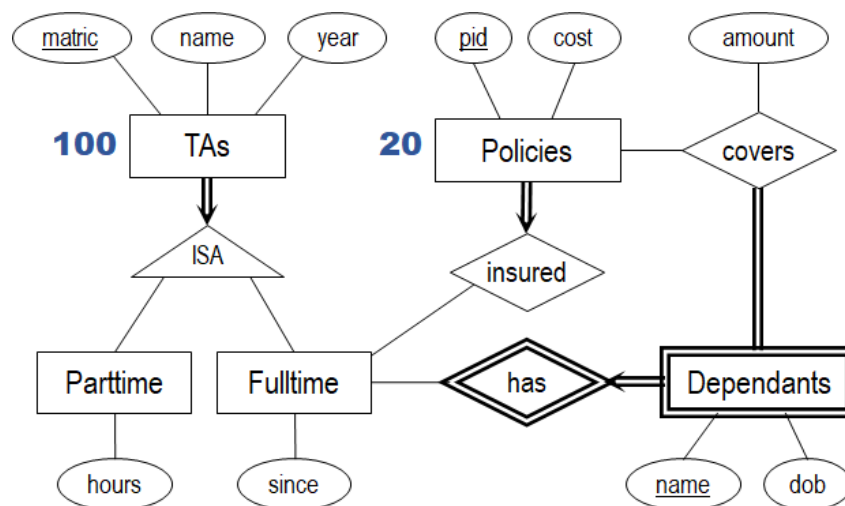 matric name year pid cost amount
100 TAs 20 Policies covers
ISA insured
Parttime Fulltime has Dependants
hours since name dob